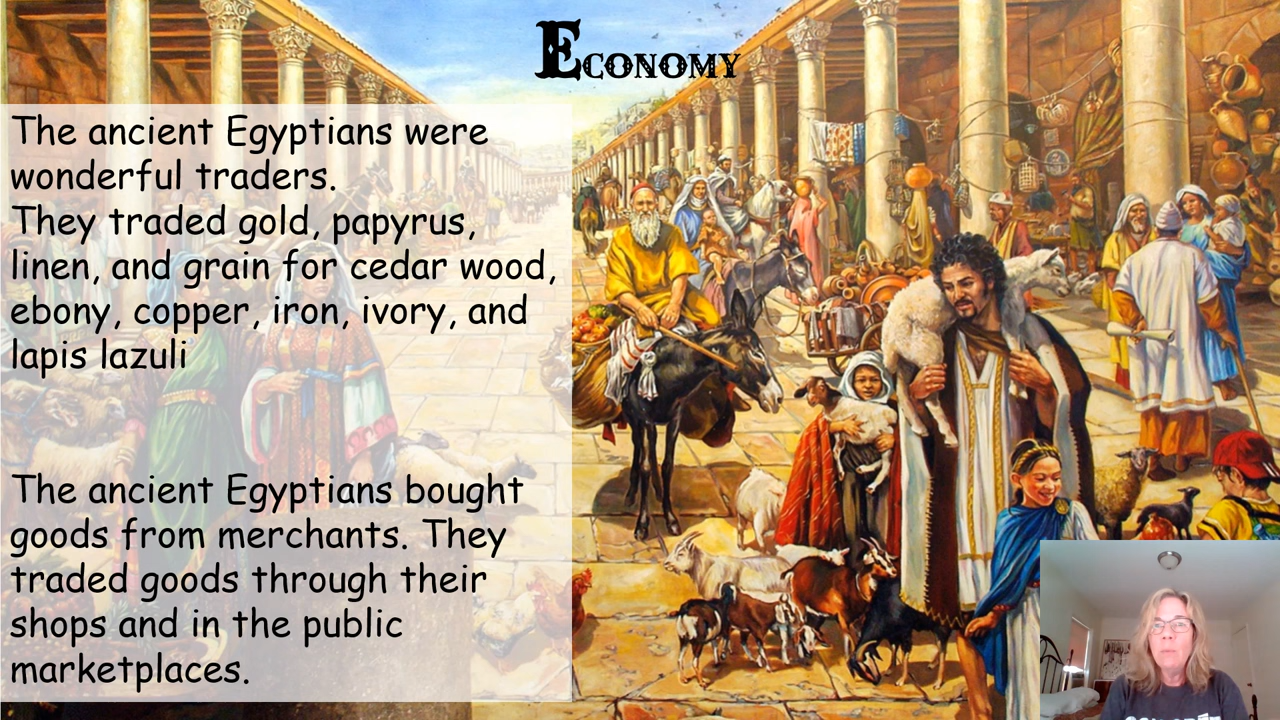 Economy
The ancient Egyptians were
wonderful traders.
They traded gold, papyrus,
linen, and grain for cedar wood,
ebony, copper, iron, ivory, and
lapis lazuli
The ancient Egyptians bought
goods from merchants. They
traded goods through their
shops and in the public
marketplaces.